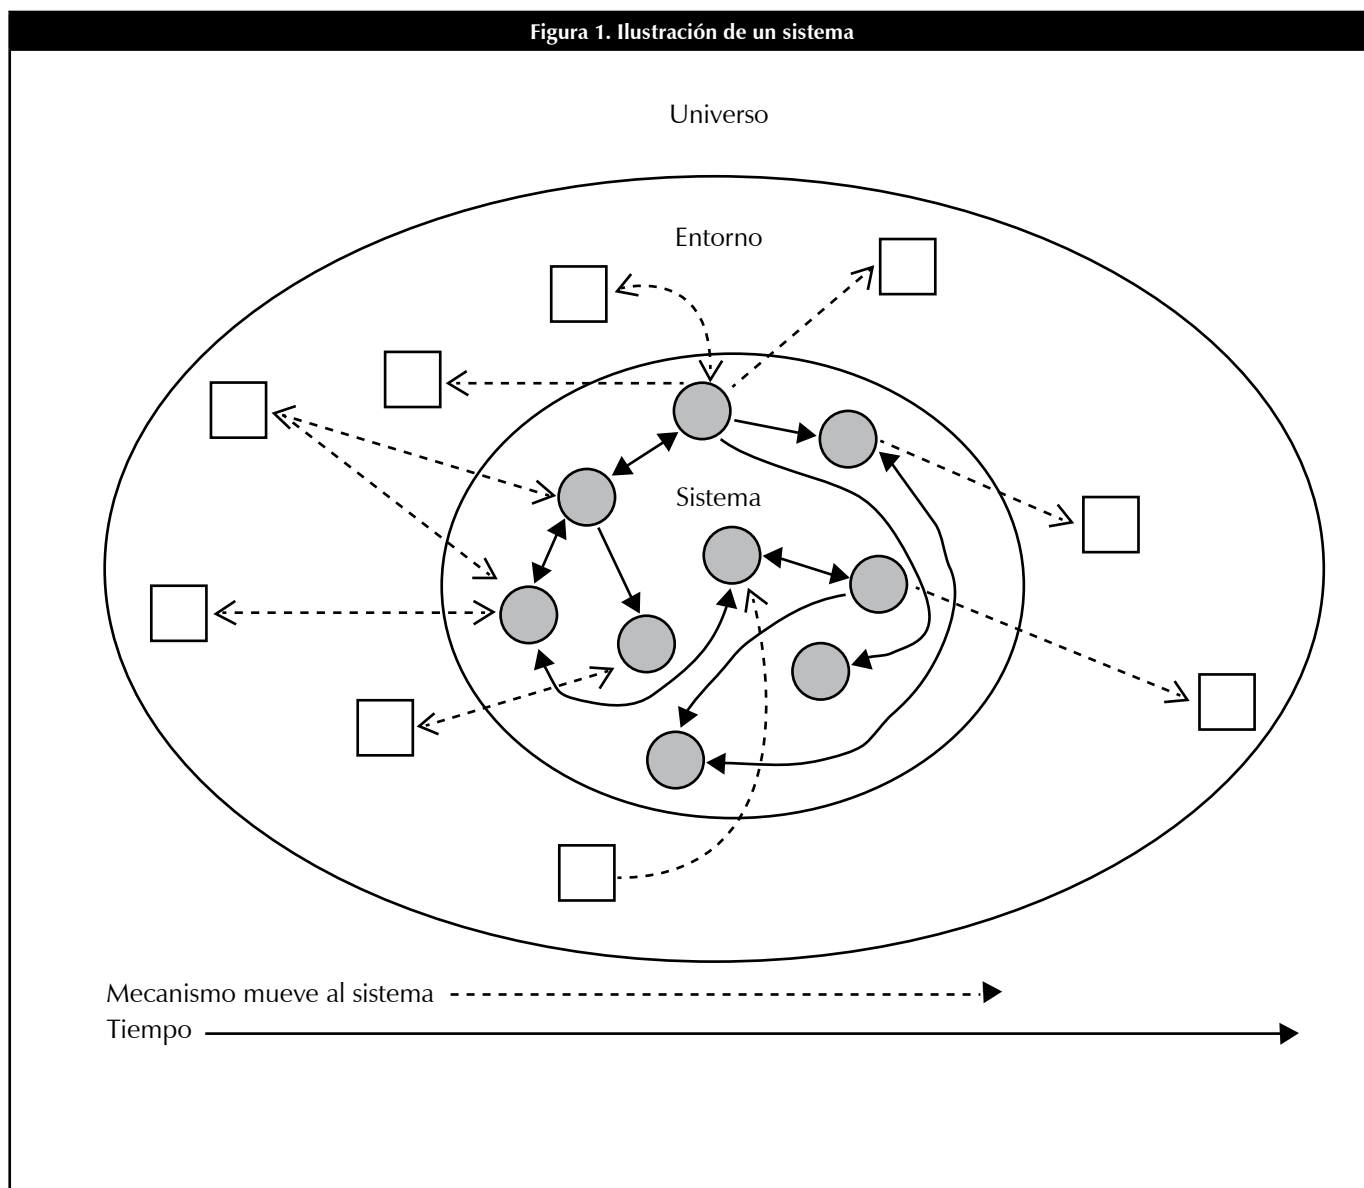 Figura 1. Ilustración de un sistema
Universo
Entorno
Sistema
Mecanismo mueve al sistema
Tiempo